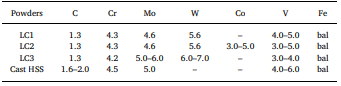 Powders C Cr Mo W Co V Fe
LC1 1.3 4.3 4.6 5.6 – 4.0–5.0 bal
LC2 1.3 4.3 4.6 5.6 3.0–5.0 3.0–5.0 bal
LC3 1.3 4.2 5.0–6.0 6.0–7.0 – 3.0–4.0 bal
Cast HSS 1.6–2.0 4.5 5.0 – – 4.0–6.0 bal